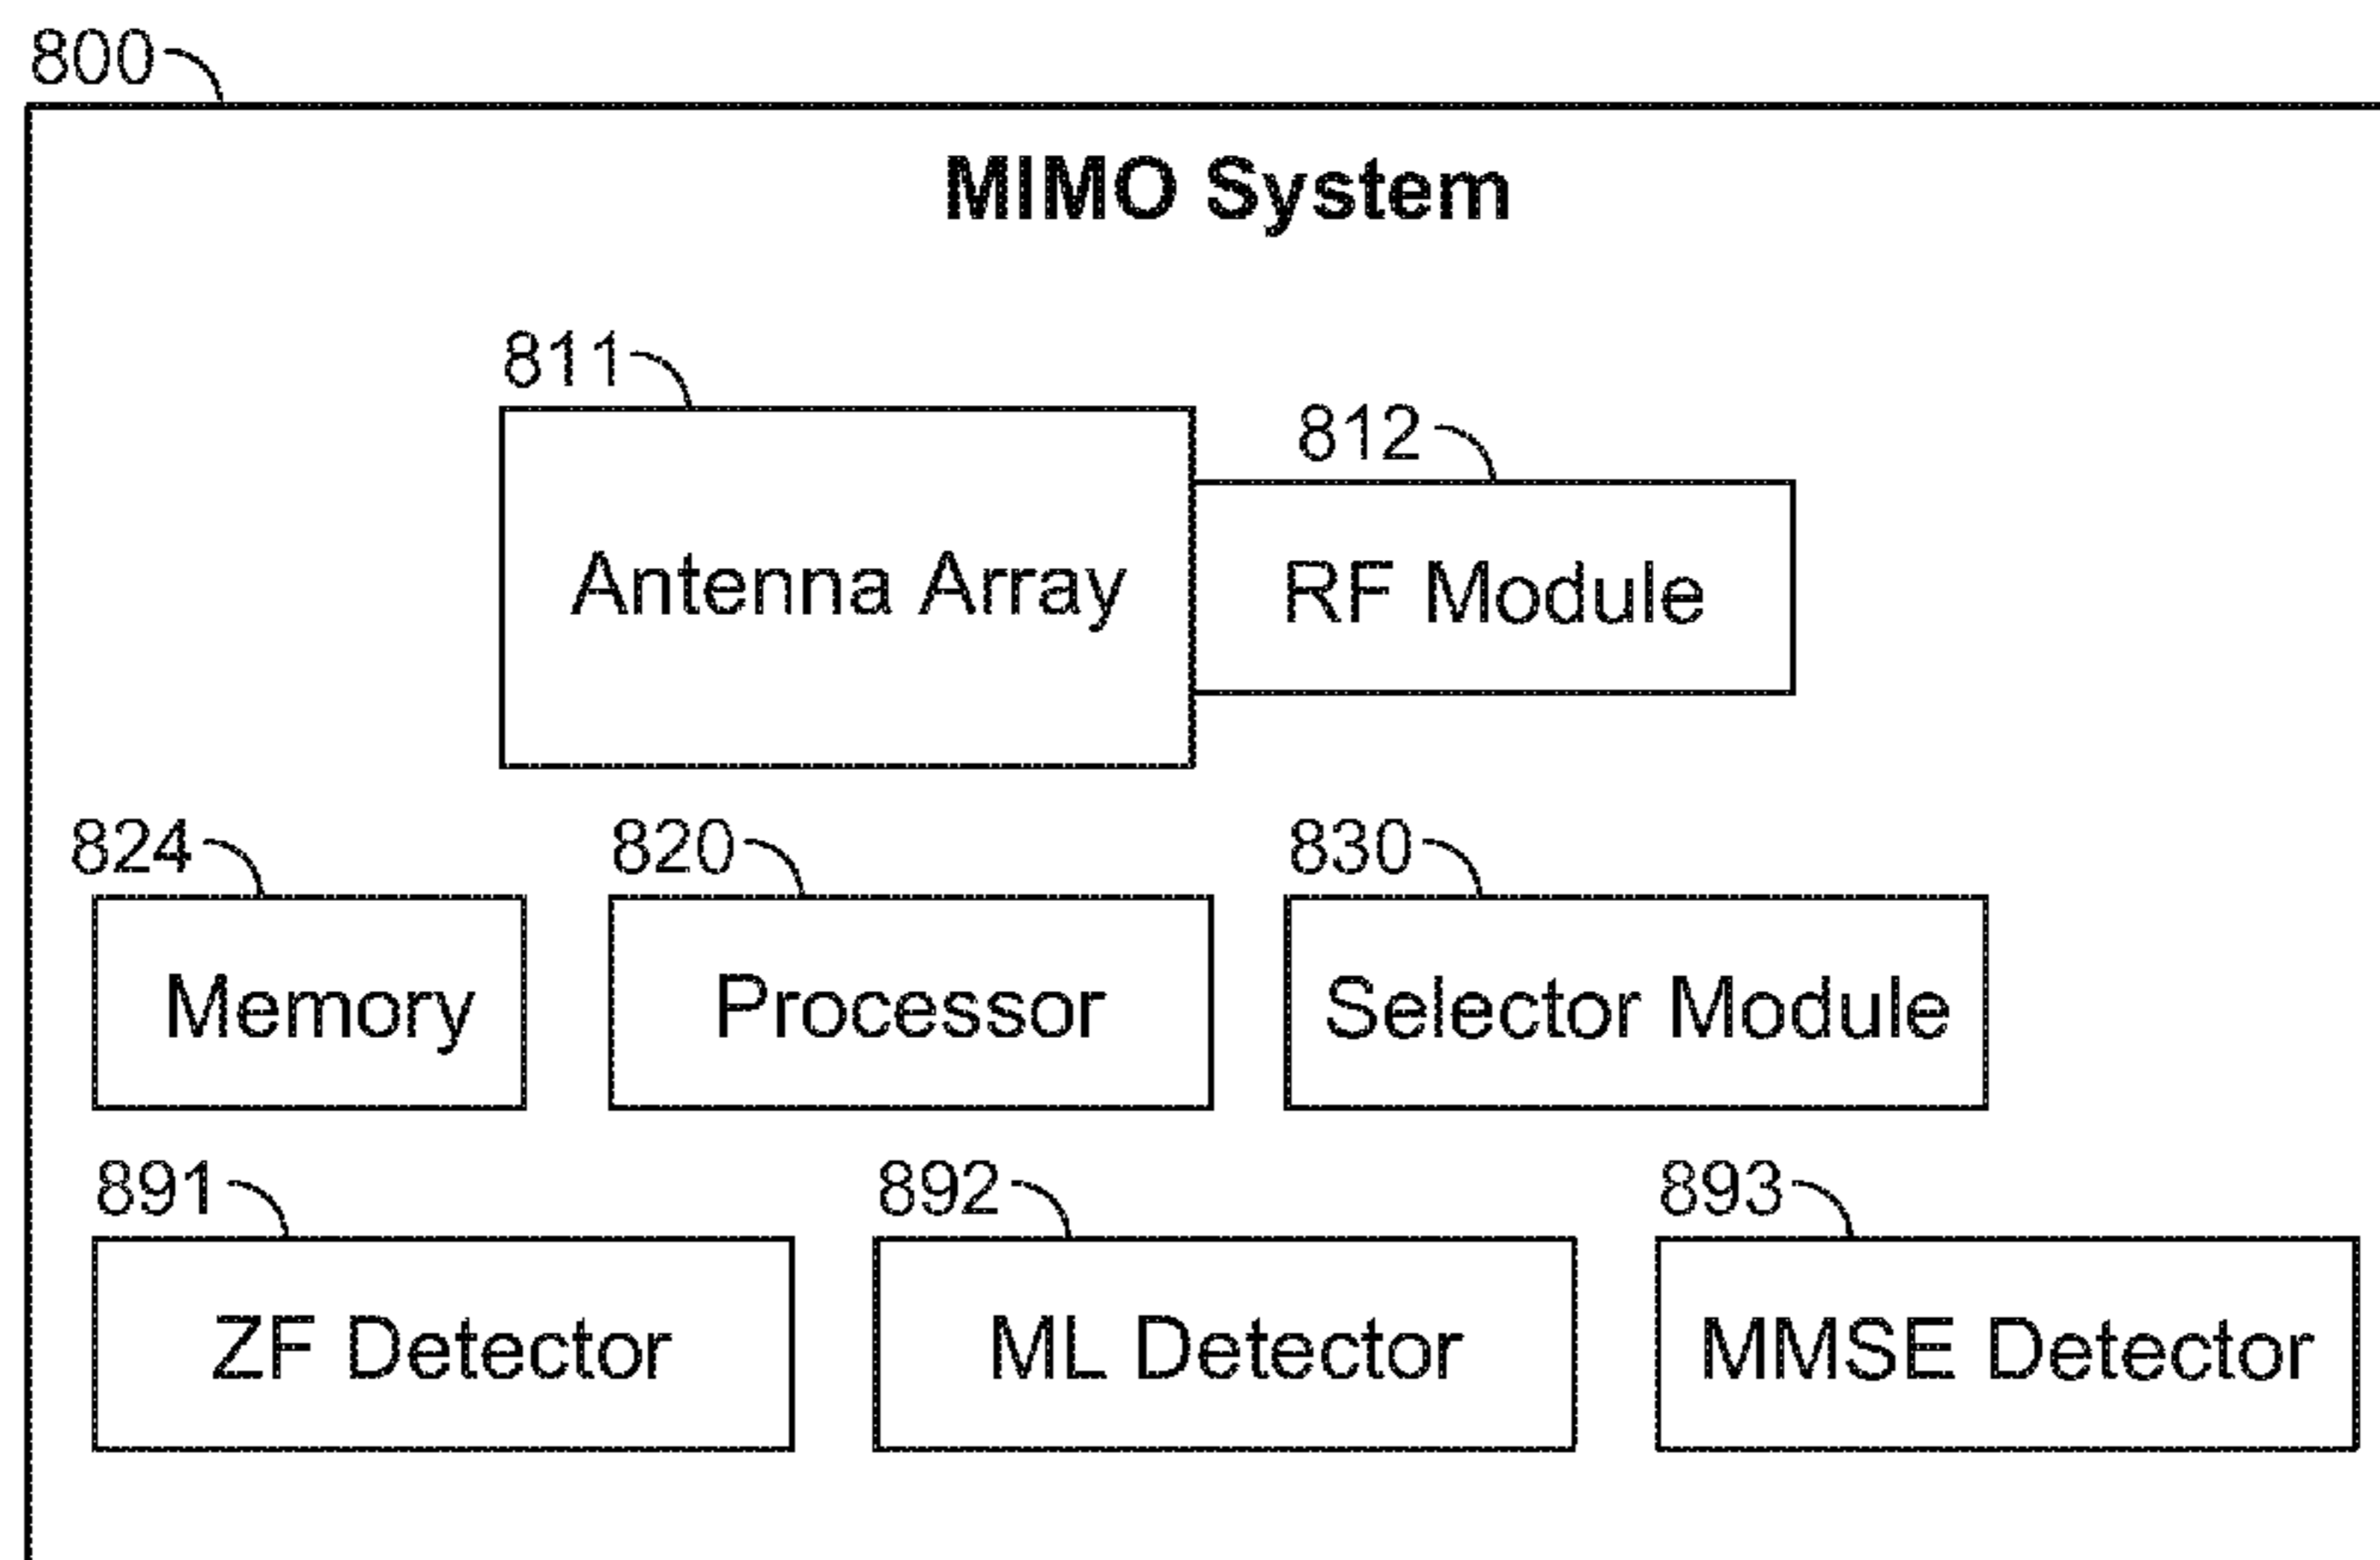 800
MIMO System
811
812
Antenna Array
RF Module
824
820
830
Memory
Processor
Selector Module
891
892
893
ZF Detector
ML Detector
MMSE Detector